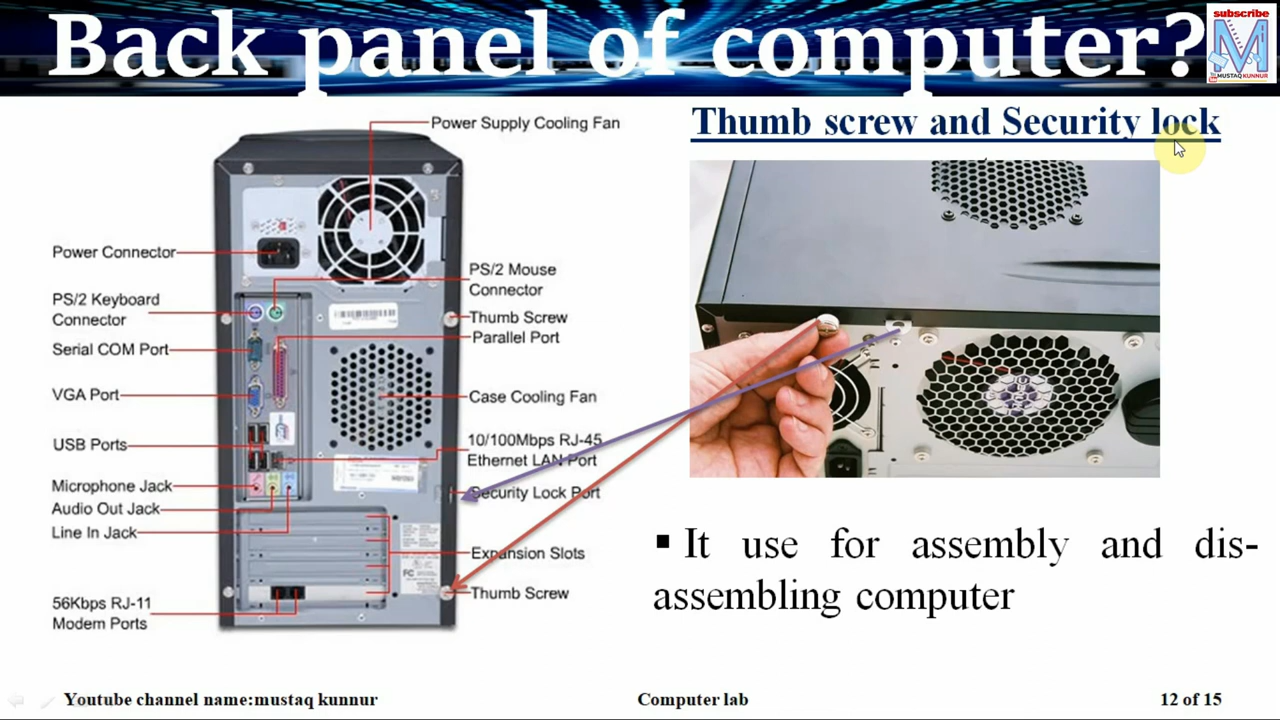 Back panel of computer?
subscribe
M
MUSTAQ KUNNUR
Thumb screw and Security lock
Power Supply Cooling Fan
Power Connector
PS/2 Mouse
Connector
PS/2 Keyboard
Connector
Thumb Screw
Parallel Port
Serial COM Port
VGA Port
Case Cooling Fan
USB Ports
10/100Mbps RJ-45
Ethernet LAN Port
Microphone Jack
Security Lock Port
Audio Out Jack
Line In Jack
Expansion Slots
Thumb Screw
56Kbps RJ-11
Modem Ports
FC
▪ It use for assembly and dis-
assembling computer
Youtube channel name:mustaq kunnur
Computer lab
12 of 15